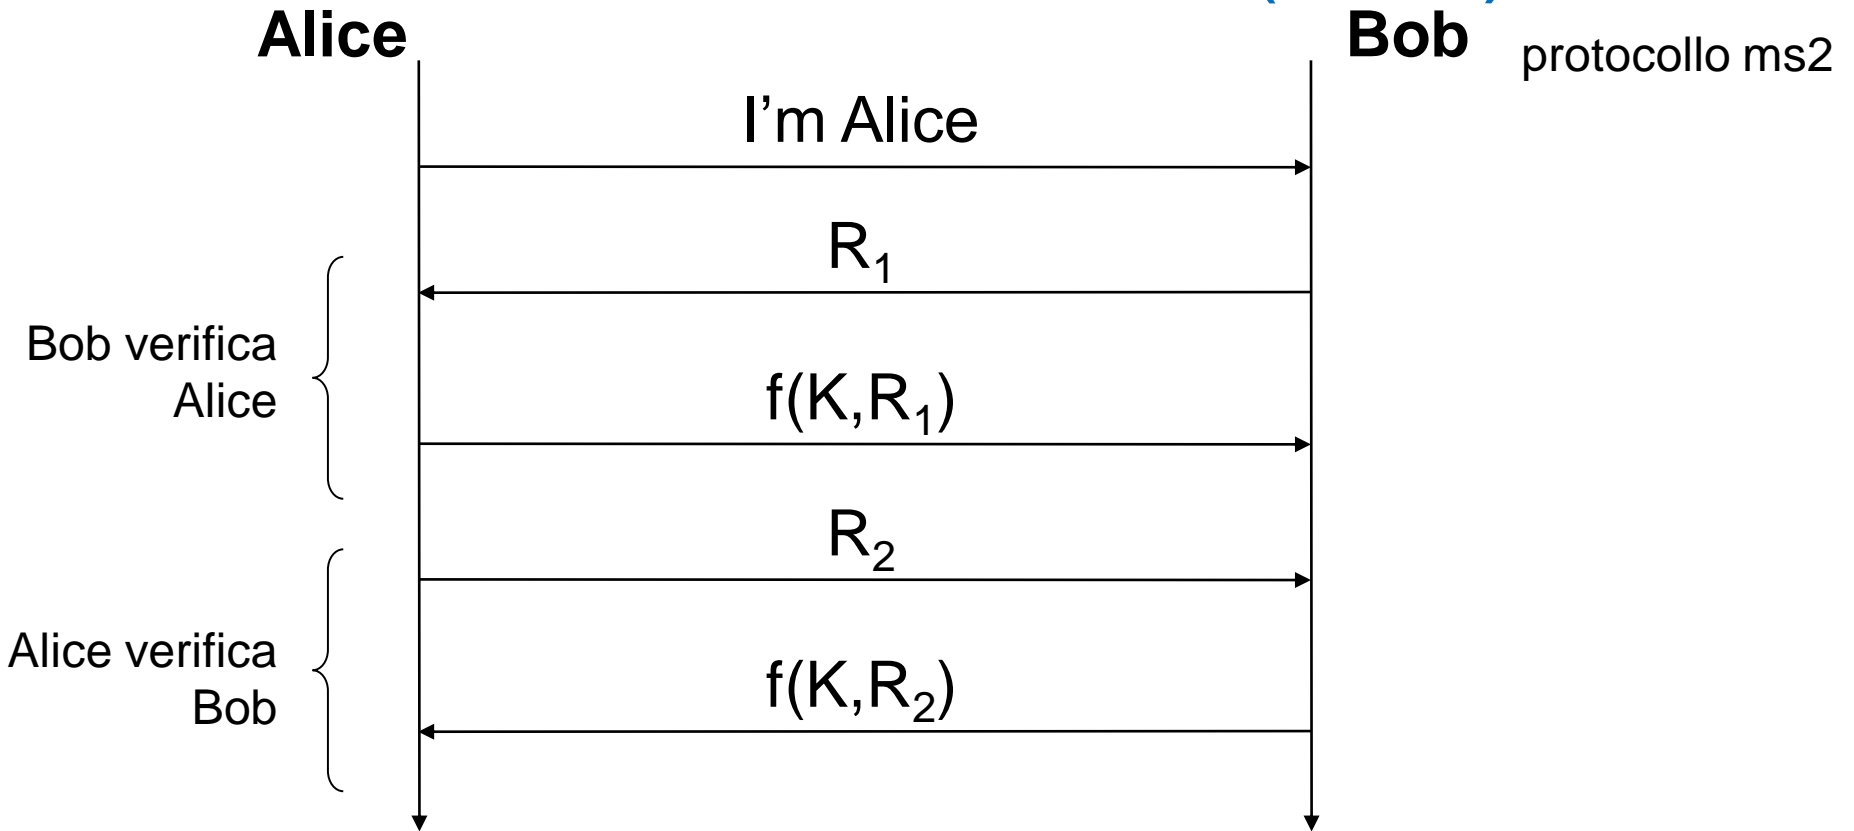 Alice
Bob
protocollo ms2
I’m Alice
R₁
Bob verifica
Alice
f(K,R₁)
R₂
Alice verifica
Bob
f(K,R₂)